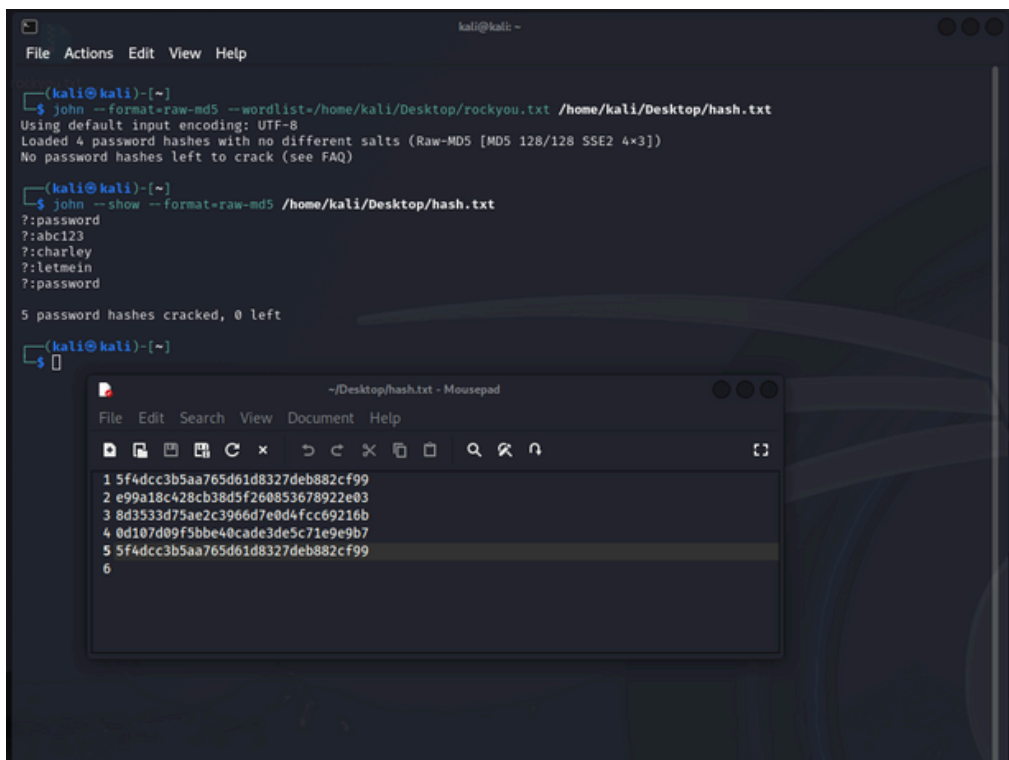 kali@kali: ~
File Actions Edit View Help
(kali㉿kali)-[~]
$ john --format=raw-md5 --wordlist=/home/kali/Desktop/rockyou.txt /home/kali/Desktop/hash.txt
Using default input encoding: UTF-8
Loaded 4 password hashes with no different salts (Raw-MD5 [MD5 128/128 SSE2 4×3])
No password hashes left to crack (see FAQ)
(kali㉿kali)-[~]
$ john --show --format=raw-md5 /home/kali/Desktop/hash.txt
?:password
?:abc123
?:charley
?:letmein
?:password
5 password hashes cracked, 0 left
(kali㉿kali)-[~]
$
~/Desktop/hash.txt - Mousepad
File Edit Search View Document Help
1 5f4dcc3b5aa765d61d8327deb882cf99
2 e99a18c428cb38d5f260853678922e03
3 8d3533d75ae2c3966d7e0d4fcc69216b
4 0d107d09f5bbe40cade3de5c71e9e9b7
5 5f4dcc3b5aa765d61d8327deb882cf99
6